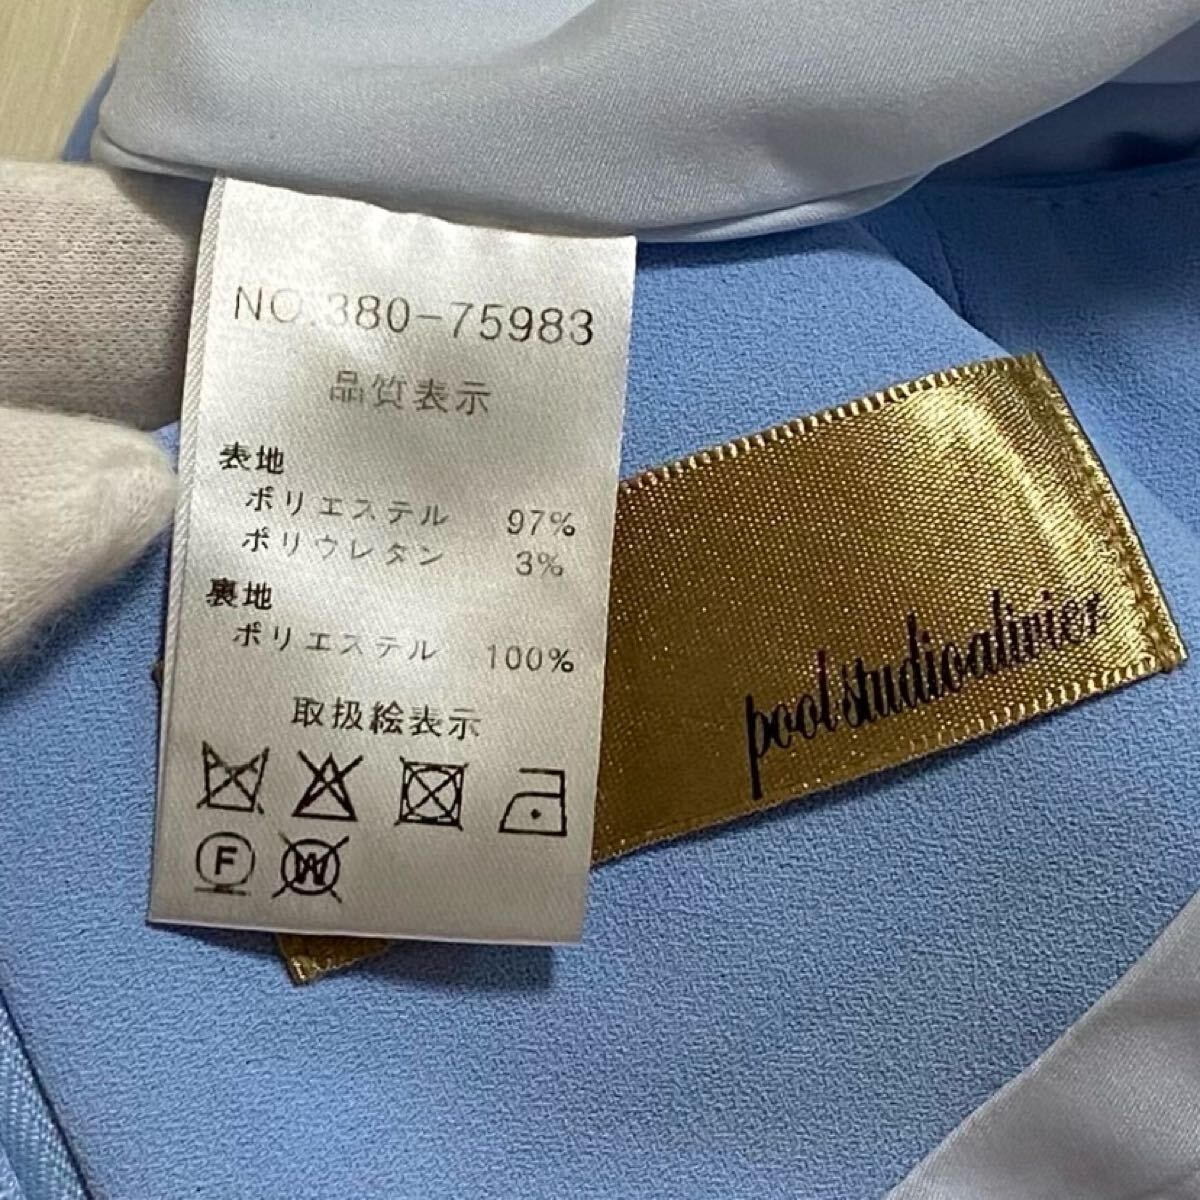 NO.380-75983
品質表示
表地
ポリエステル 97%
ポリウレタン 3%
裏地
ポリエステル 100%
取扱絵表示
F W
pool studio alivier